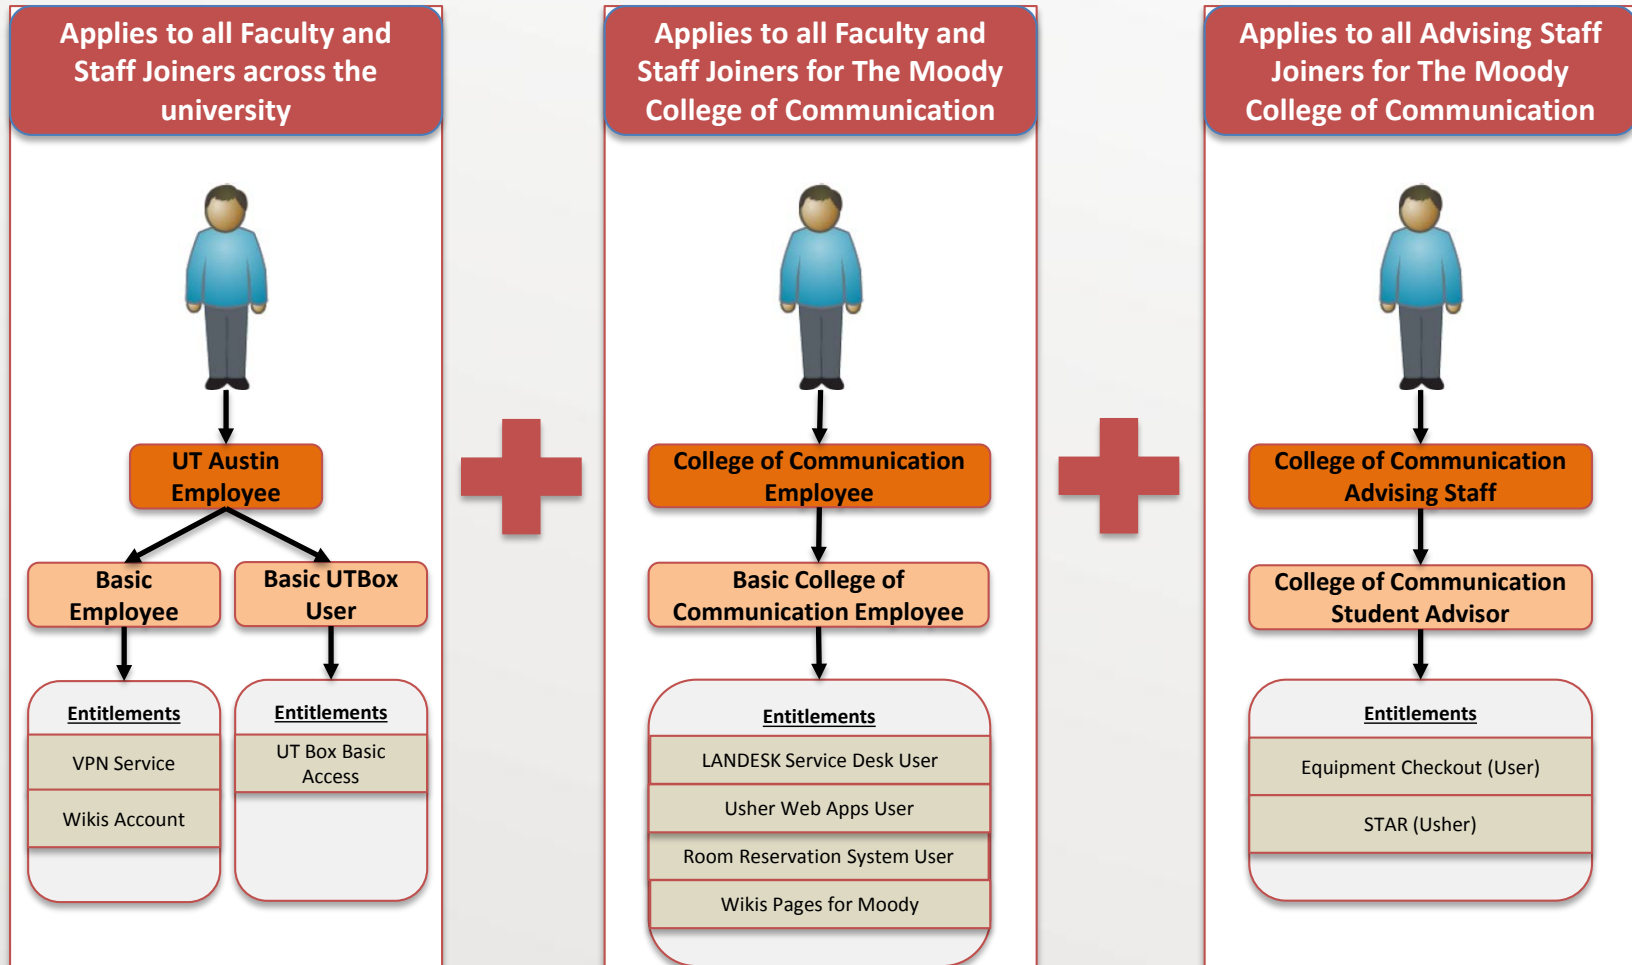 Applies to all Faculty and
Staff Joiners across the
university
UT Austin
Employee
Basic
Employee
Basic UTBox
User
Entitlements
VPN Service
Wikis Account
Entitlements
UT Box Basic
Access
Applies to all Faculty and
Staff Joiners for The Moody
College of Communication
College of Communication
Employee
Basic College of
Communication Employee
Entitlements
LANDESK Service Desk User
Usher Web Apps User
Room Reservation System User
Wikis Pages for Moody
Applies to all Advising Staff
Joiners for The Moody
College of Communication
College of Communication
Advising Staff
College of Communication
Student Advisor
Entitlements
Equipment Checkout (User)
STAR (Usher)